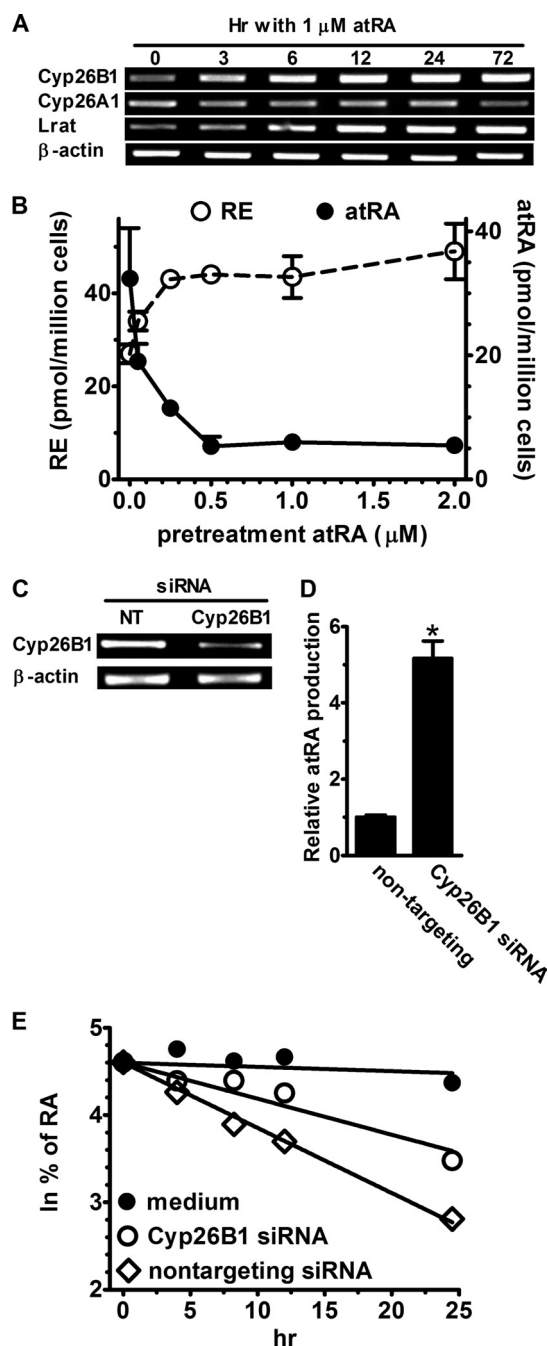 A
Hr with 1 μM atRA
0 3 6 12 24 72
Cyp26B1
Cyp26A1
Lrat
β-actin
B
RE atRA
RE (pmol/million cells)
40
20
0
atRA (pmol/million cells)
40
20
0
0.0 0.5 1.0 1.5 2.0
pretreatment atRA (μM)
C
siRNA
NT Cyp26B1
Cyp26B1
β-actin
D
Relative atRA production
6
4
2
0
*
non-targeting
Cyp26B1 siRNA
E
ln % of RA
5
4
3
2
medium
Cyp26B1 siRNA
nontargeting siRNA
0 5 10 15 20 25
hr